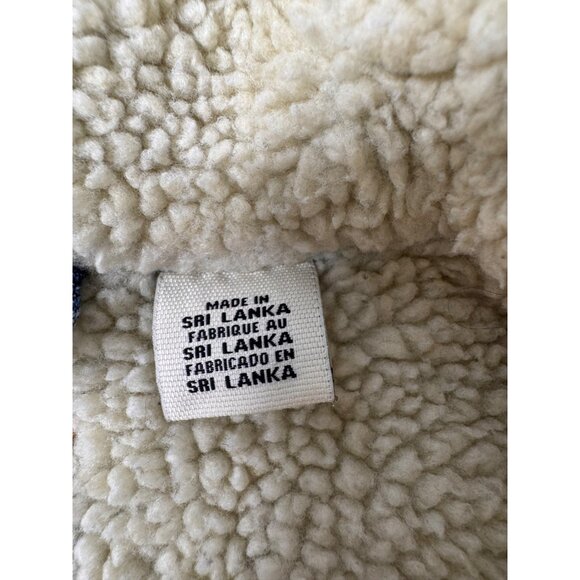 MADE IN
SRI LANKA
FABRIQUE AU
SRI LANKA
FABRICADO EN
SRI LANKA